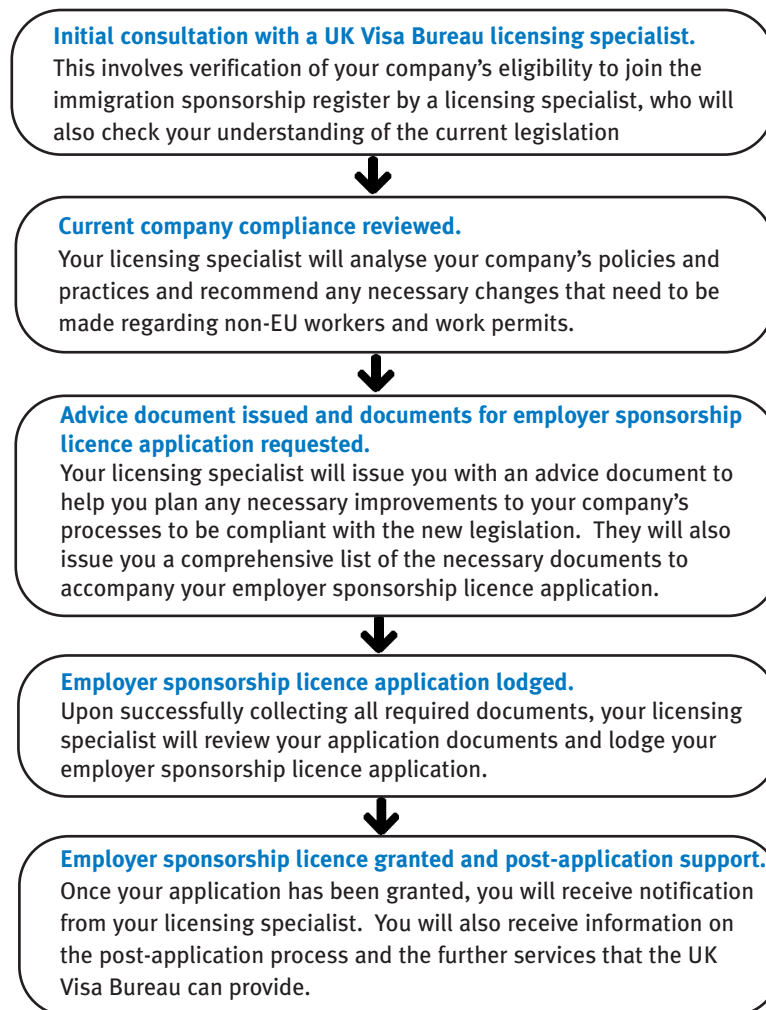 Initial consultation with a UK Visa Bureau licensing specialist.
This involves verification of your company's eligibility to join the
immigration sponsorship register by a licensing specialist, who will
also check your understanding of the current legislation
Current company compliance reviewed.
Your licensing specialist will analyse your company's policies and
practices and recommend any necessary changes that need to be
made regarding non-EU workers and work permits.
Advice document issued and documents for employer sponsorship
licence application requested.
Your licensing specialist will issue you with an advice document to
help you plan any necessary improvements to your company's
processes to be compliant with the new legislation.  They will also
issue you a comprehensive list of the necessary documents to
accompany your employer sponsorship licence application.
Employer sponsorship licence application lodged.
Upon successfully collecting all required documents, your licensing
specialist will review your application documents and lodge your
employer sponsorship licence application.
Employer sponsorship licence granted and post-application support.
Once your application has been granted, you will receive notification
from your licensing specialist.  You will also receive information on
the post-application process and the further services that the UK
Visa Bureau can provide.